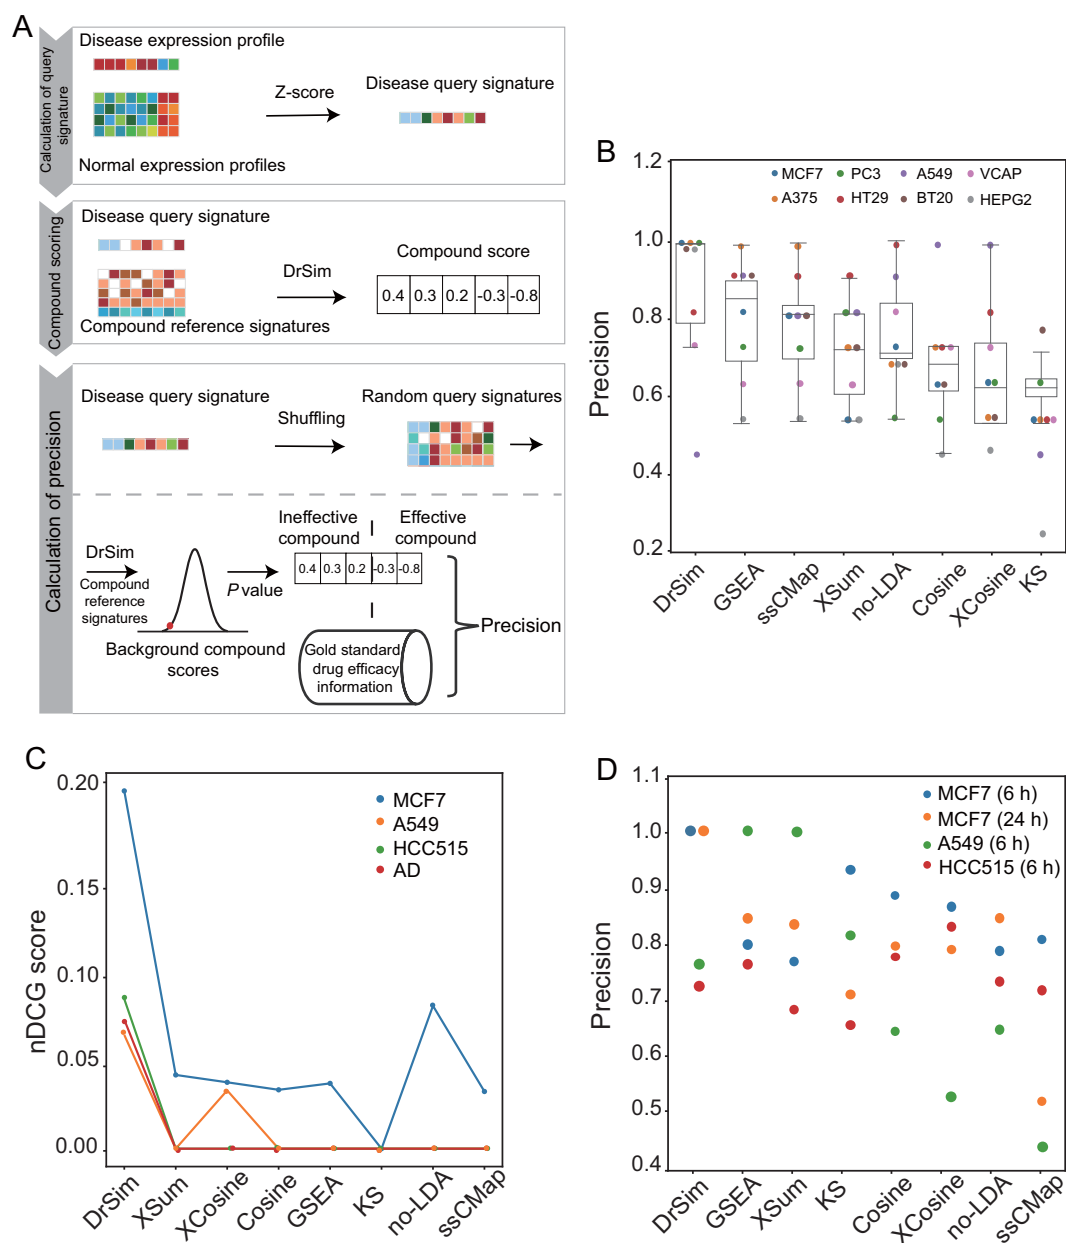 A
Calculation of query
signature
Disease expression profile
Normal expression profiles
Z-score
Disease query signature
Compound scoring
Disease query signature
Compound reference signatures
DrSim
Compound score
0.4 0.3 0.2 -0.3 -0.8
Calculation of precision
Disease query signature
Shuffling
Random query signatures
DrSim
Compound
reference
signatures
Background compound
scores
P value
Ineffective
compound
Effective
compound
0.4 0.3 0.2 -0.3 -0.8
Gold standard
drug efficacy
information
Precision
B
Precision
1.2
1.0
0.8
0.6
0.4
0.2
MCF7 PC3 A549 VCAP
A375 HT29 BT20 HEPG2
DrSim GSEA ssCMap XSum no-LDA Cosine XCosine KS
C
nDCG score
0.20
0.15
0.10
0.05
0.00
MCF7
A549
HCC515
AD
DrSim XSum XCosine Cosine GSEA KS no-LDA ssCMap
D
Precision
1.1
1.0
0.9
0.8
0.7
0.6
0.5
0.4
MCF7 (6 h)
MCF7 (24 h)
A549 (6 h)
HCC515 (6 h)
DrSim GSEA XSum KS Cosine XCosine no-LDA ssCMap